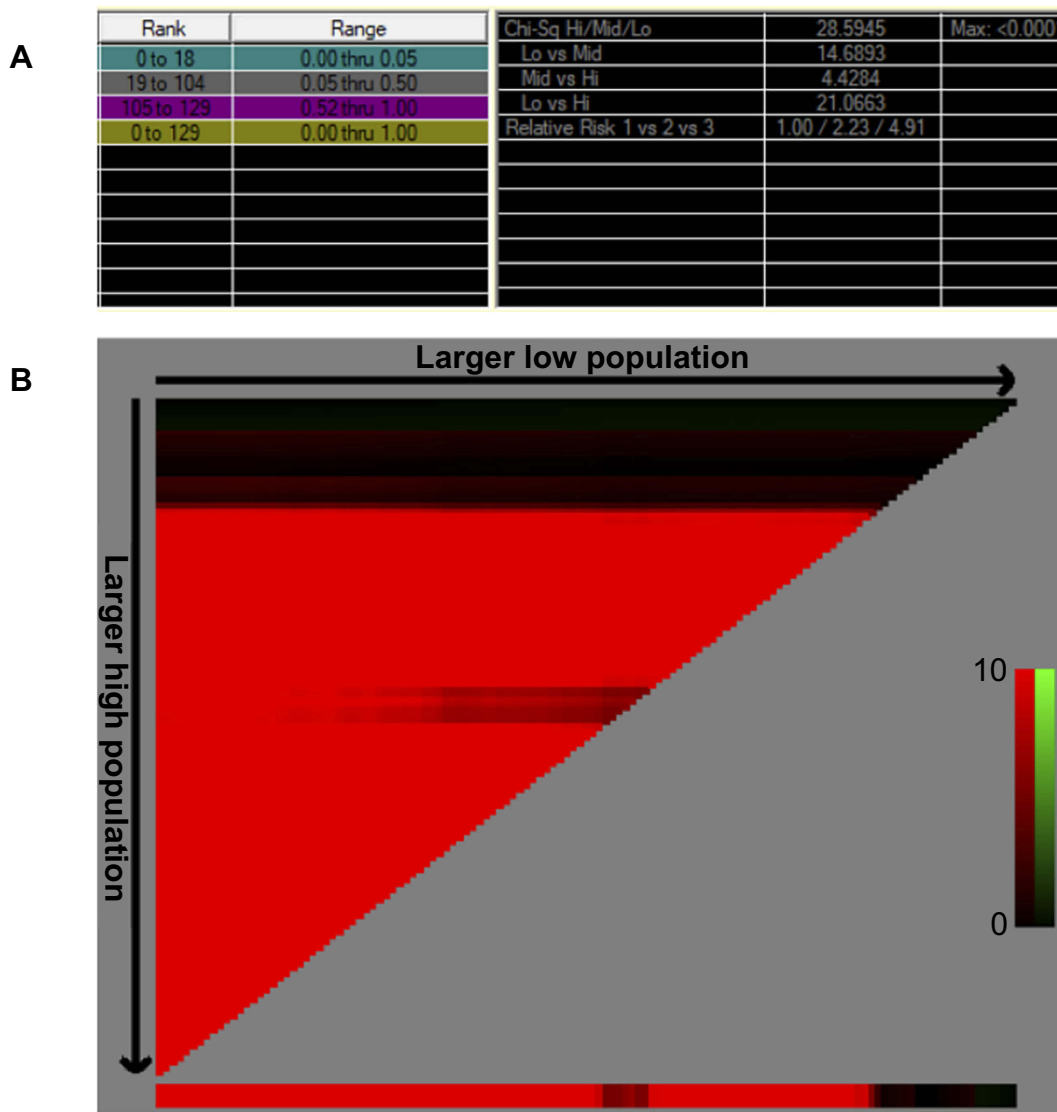 A
Rank Range
0 to 18 0.00 thru 0.05
19 to 104 0.05 thru 0.50
105 to 129 0.52 thru 1.00
0 to 129 0.00 thru 1.00
Chi-Sq Hi/Mid/Lo 28.5945 Max: <0.000
Lo vs Mid 14.6893
Mid vs Hi 4.4284
Lo vs Hi 21.0663
Relative Risk 1 vs 2 vs 3 1.00 / 2.23 / 4.91
B
Larger low population
Larger high population
10
0